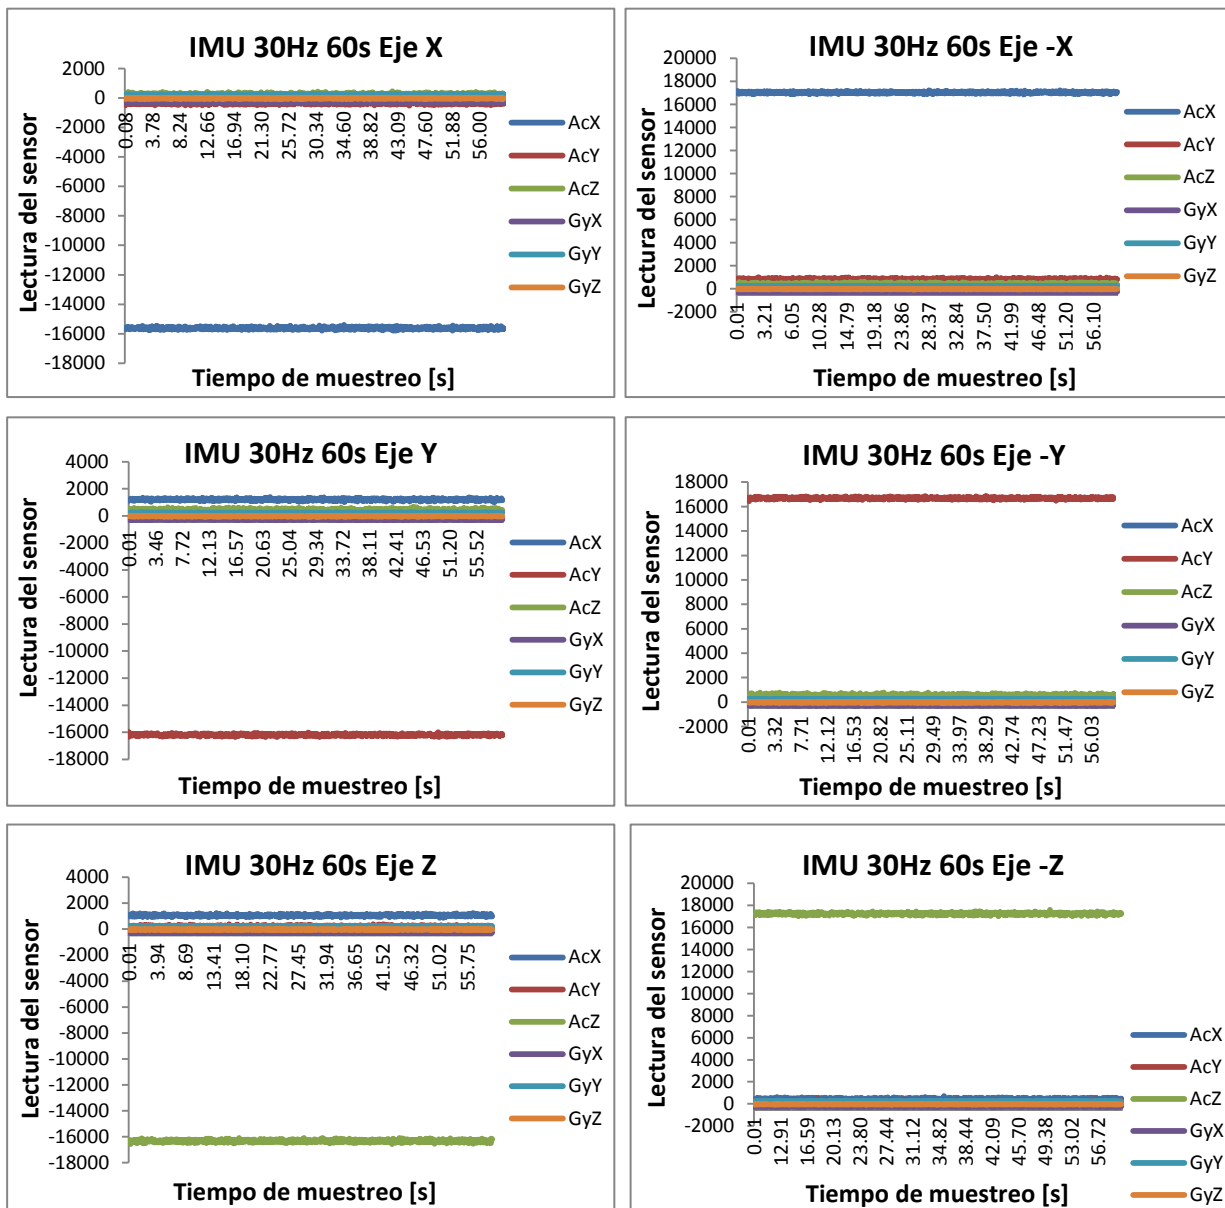 IMU 30Hz 60s Eje X
Lectura del sensor
2000
0
-2000
-4000
-6000
-8000
-10000
-12000
-14000
-16000
-18000
0.08 3.78 8.24 12.66 16.94 21.30 25.72 30.34 34.60 38.82 43.09 47.60 51.88 56.00
Tiempo de muestreo [s]
AcX
AcY
AcZ
GyX
GyY
GyZ
IMU 30Hz 60s Eje -X
Lectura del sensor
20000
18000
16000
14000
12000
10000
8000
6000
4000
2000
0
-2000
0.01 3.21 6.05 10.28 14.79 19.18 23.86 28.37 32.84 37.50 41.99 46.48 51.20 56.10
Tiempo de muestreo [s]
AcX
AcY
AcZ
GyX
GyY
GyZ
IMU 30Hz 60s Eje Y
Lectura del sensor
4000
2000
0
-2000
-4000
-6000
-8000
-10000
-12000
-14000
-16000
-18000
0.01 3.46 7.72 12.13 16.57 20.63 25.04 29.34 33.72 38.11 42.41 46.53 51.20 55.52
Tiempo de muestreo [s]
AcX
AcY
AcZ
GyX
GyY
GyZ
IMU 30Hz 60s Eje -Y
Lectura del sensor
18000
16000
14000
12000
10000
8000
6000
4000
2000
0
-2000
0.01 3.32 7.71 12.12 16.53 20.82 25.11 29.49 33.97 38.29 42.74 47.23 51.47 56.03
Tiempo de muestreo [s]
AcX
AcY
AcZ
GyX
GyY
GyZ
IMU 30Hz 60s Eje Z
Lectura del sensor
4000
2000
0
-2000
-4000
-6000
-8000
-10000
-12000
-14000
-16000
-18000
0.01 3.94 8.69 13.41 18.10 22.77 27.45 31.94 36.65 41.52 46.32 51.02 55.75
Tiempo de muestreo [s]
AcX
AcY
AcZ
GyX
GyY
GyZ
IMU 30Hz 60s Eje -Z
Lectura del sensor
20000
18000
16000
14000
12000
10000
8000
6000
4000
2000
0
-2000
0.01 12.91 16.59 20.13 23.80 27.44 31.12 34.82 38.44 42.09 45.70 49.38 53.02 56.72
Tiempo de muestreo [s]
AcX
AcY
AcZ
GyX
GyY
GyZ